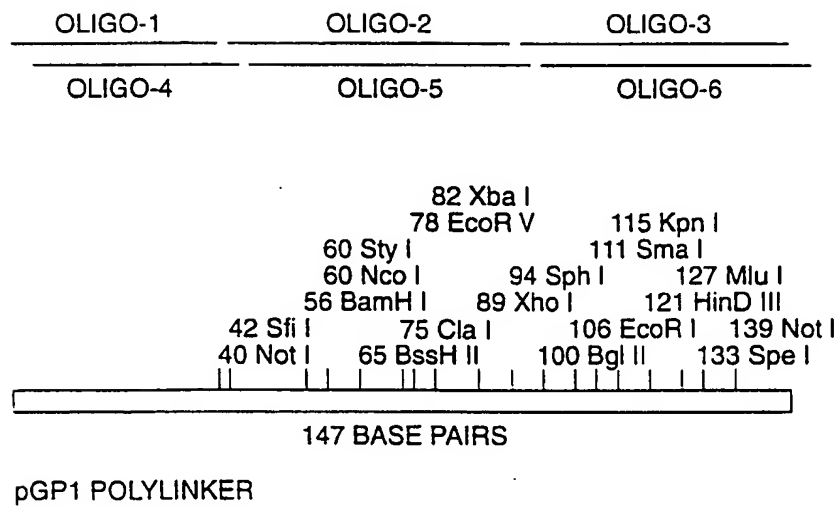 OLIGO-1 OLIGO-2 OLIGO-3
OLIGO-4 OLIGO-5 OLIGO-6
82 Xba I
78 EcoR V 115 Kpn I
60 Sty I 111 Sma I
60 Nco I 94 Sph I 127 Mlu I
56 BamH I 89 Xho I 121 HinD III
42 Sfi I 75 Cla I 106 EcoR I 139 Not I
40 Not I 65 BssH II 100 Bgl II 133 Spe I
147 BASE PAIRS
pGP1 POLYLINKER